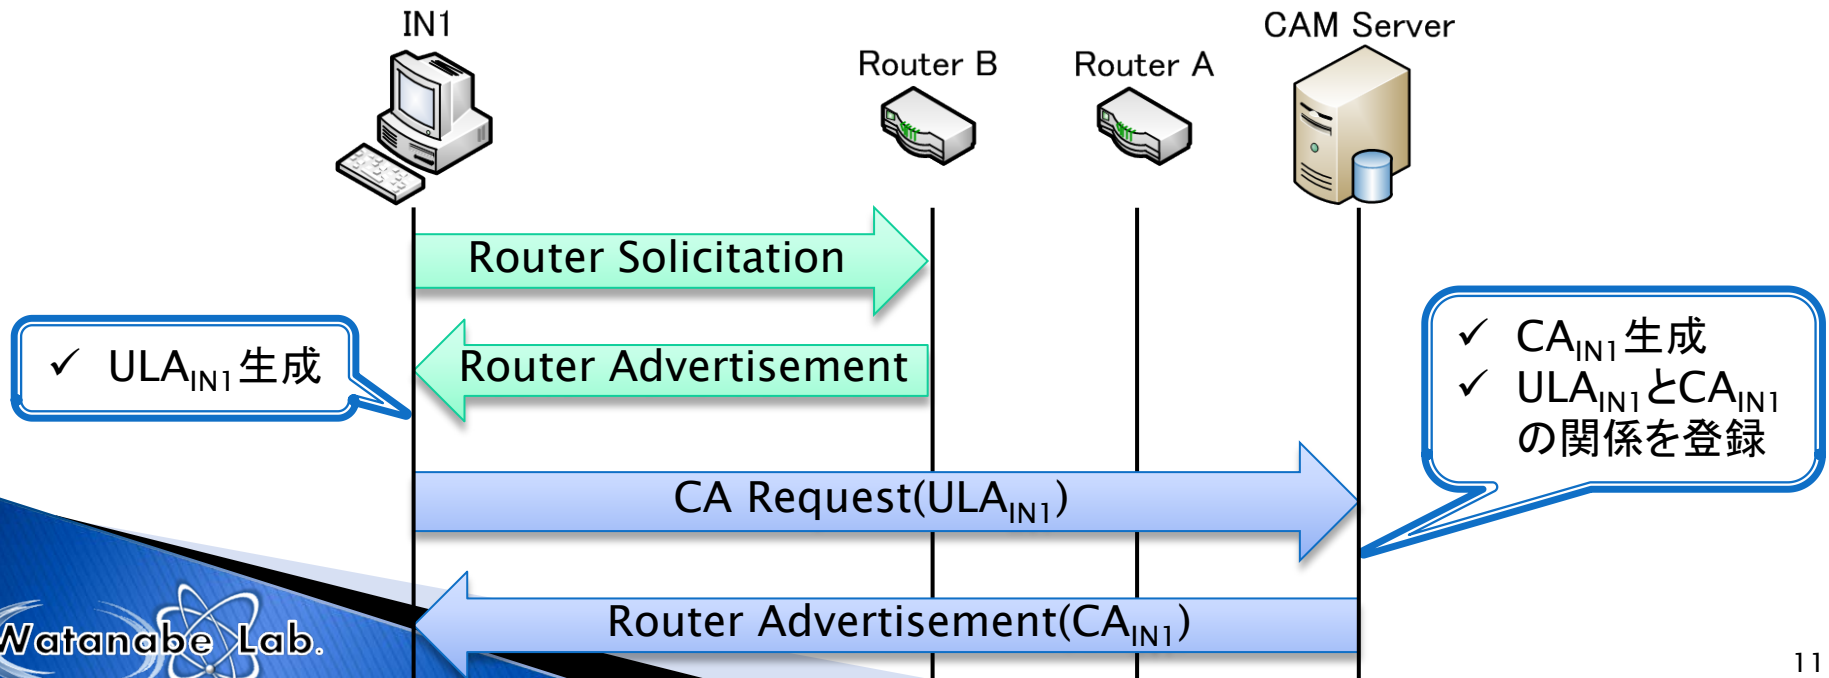 IN1
Router B
Router A
CAM Server
Router Solicitation
✓ ULAIN1生成
Router Advertisement
✓ CAIN1生成
✓ ULAIN1とCAIN1
の関係を登録
CA Request(ULAIN1)
Router Advertisement(CAIN1)
Watanabe Lab.
11